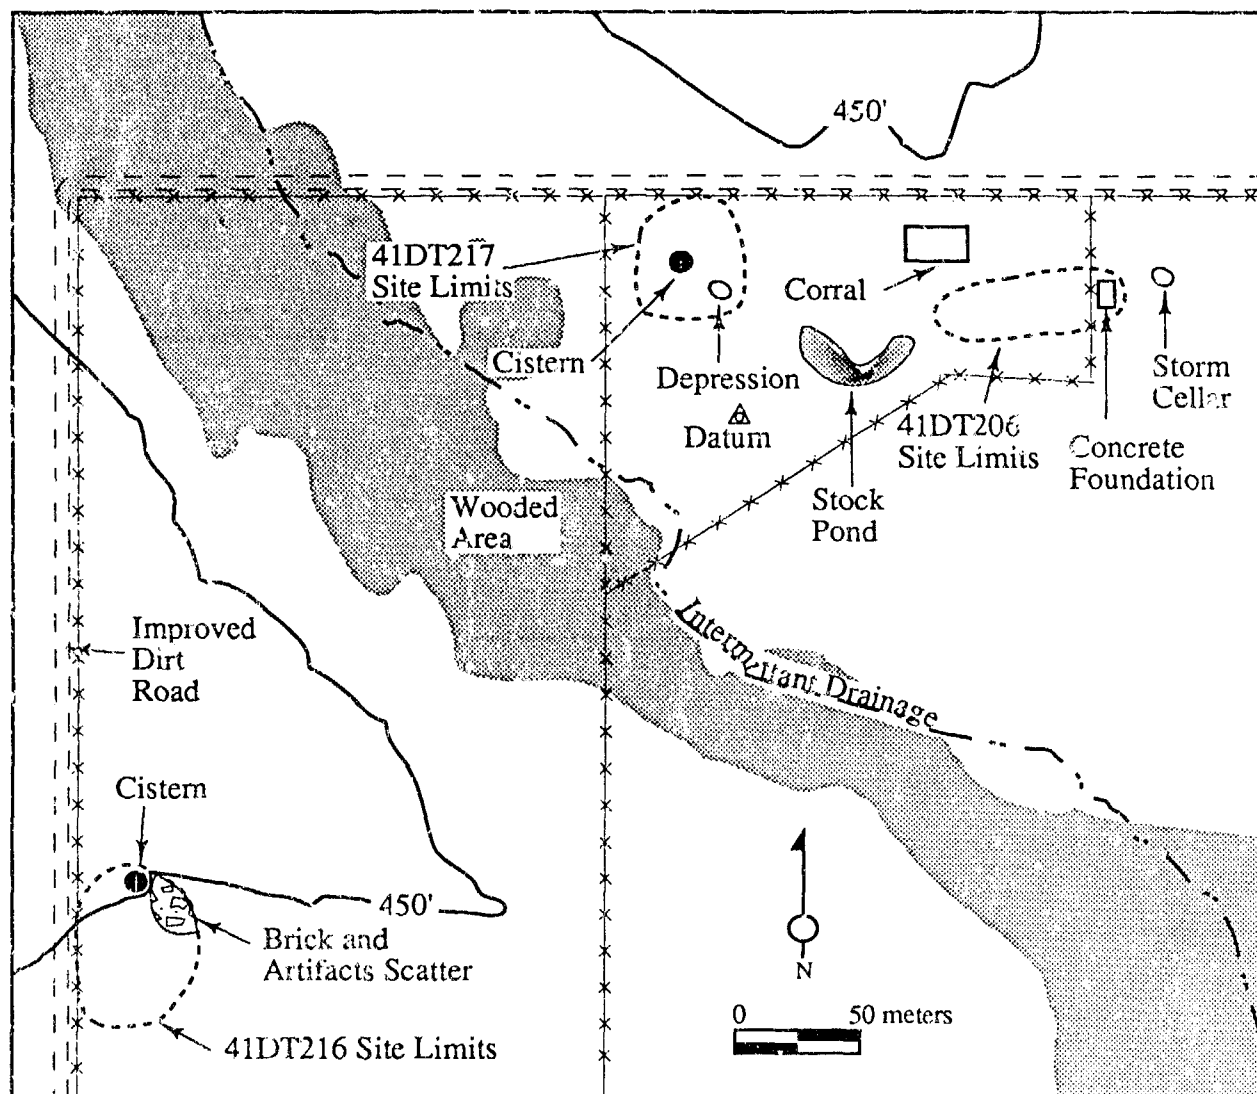 450'
41DT217
Site Limits
Corral
Cistern
Depression
Datum
Storm
Cellar
41DT206
Site Limits
Concrete
Foundation
Stock
Pond
Wooded
Area
Intermittant Drainage
Improved
Dirt
Road
Cistern
450'
Brick and
Artifacts Scatter
41DT216 Site Limits
N
0 50 meters